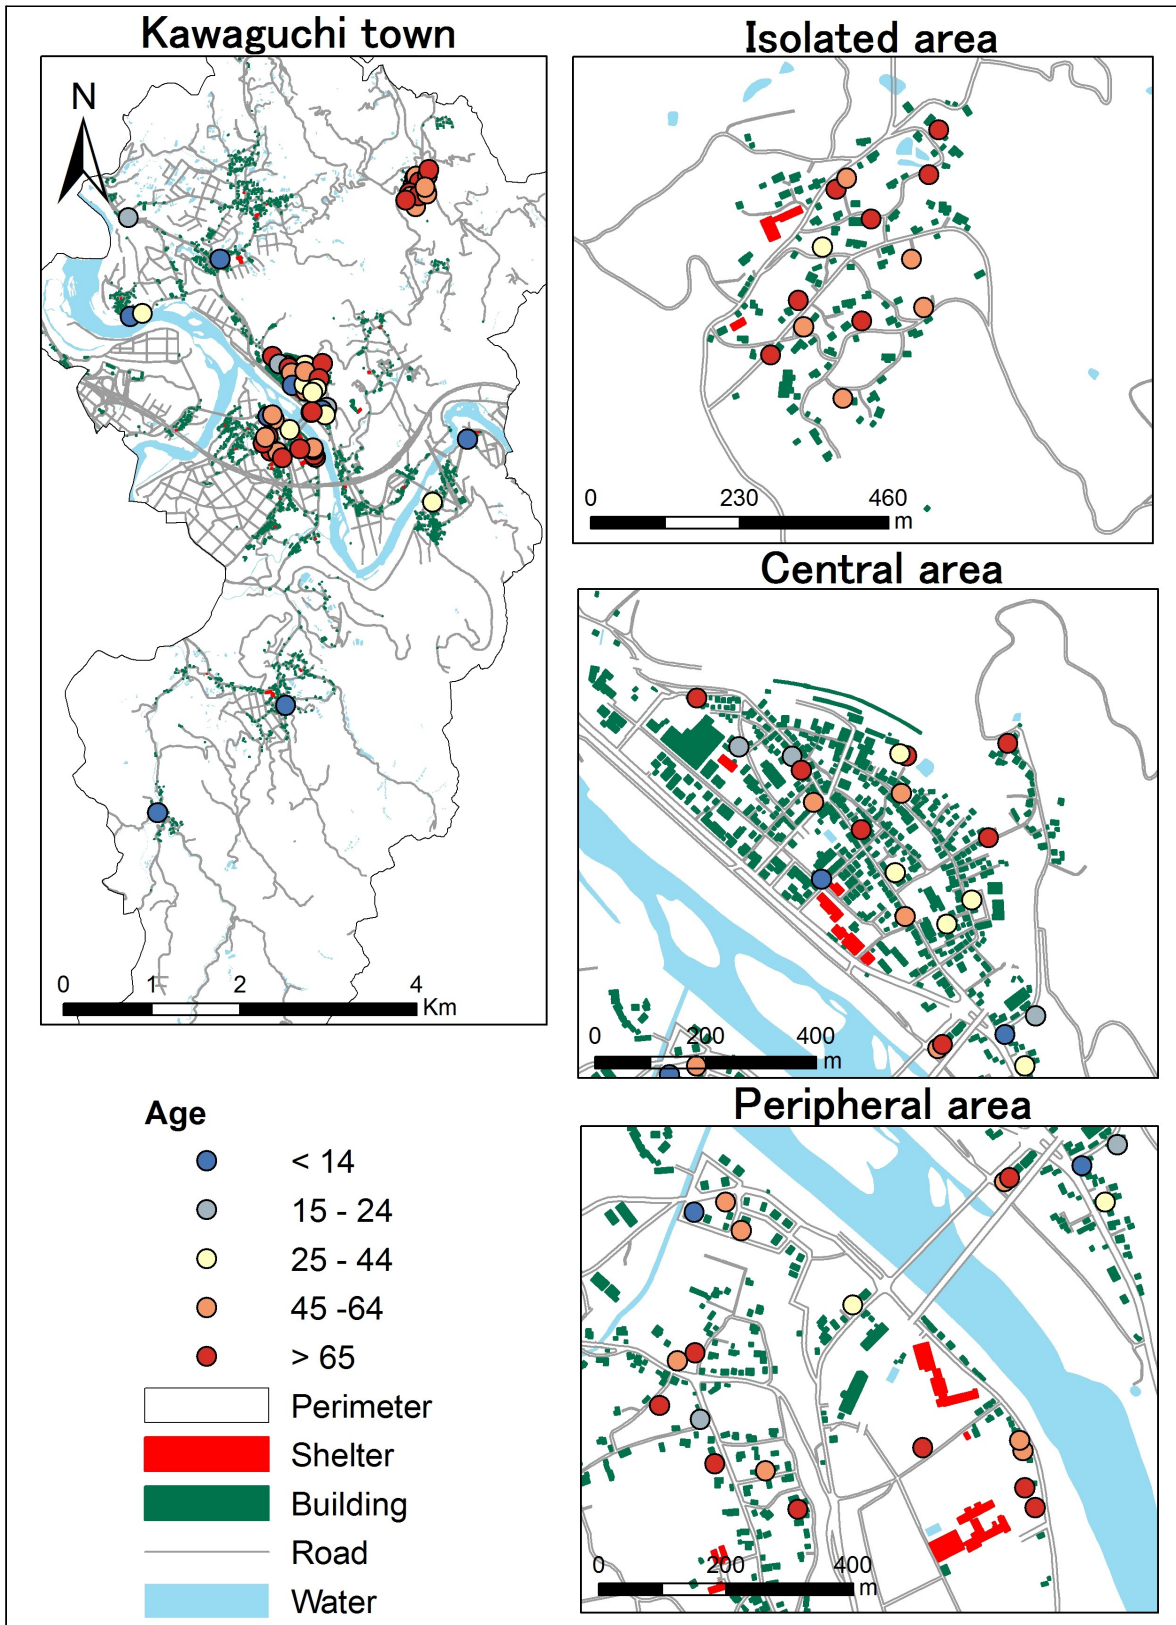 Kawaguchi town
N
0 1 2 4
Km
Isolated area
0 230 460
m
Central area
0 200 400
m
Peripheral area
0 200 400
m
Age
< 14
15 - 24
25 - 44
45 -64
> 65
Perimeter
Shelter
Building
Road
Water